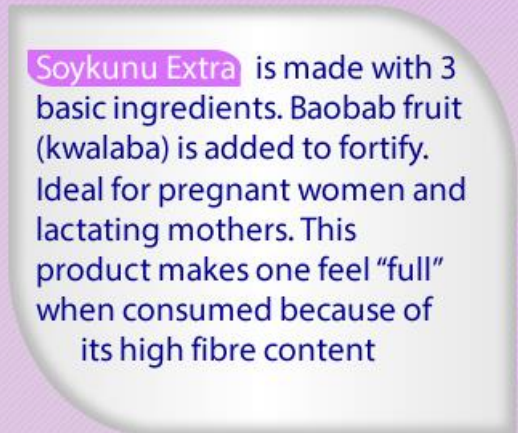 Soykunu Extra is made with 3
basic ingredients. Baobab fruit
(kwalaba) is added to fortify.
Ideal for pregnant women and
lactating mothers. This
product makes one feel “full”
when consumed because of
its high fibre content